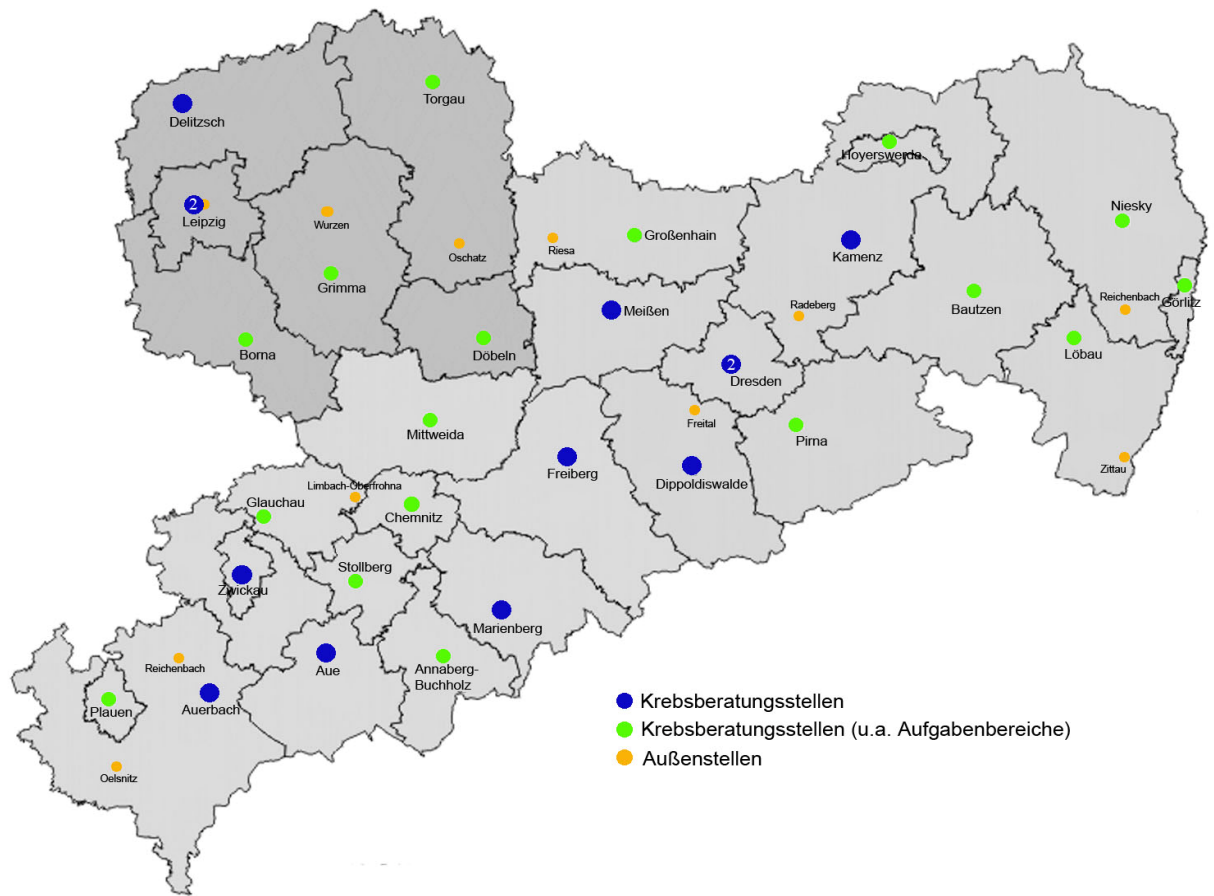 Torgau
Delitzsch
Hoyerswerda
2
Leipzig
Wurzen
Niesky
Oschatz
Riesa
Großenhain
Kamenz
Grimma
Reichenbach
Görlitz
Radeberg
Bautzen
Meißen
Borna
Döbeln
Löbau
2
Dresden
Freital
Mittweida
Pirna
Freiberg
Dippoldiswalde
Zittau
Limbach-Oberfrohna
Glauchau
Chemnitz
Stollberg
Zwickau
Marienberg
Reichenbach
Aue
Annaberg-
Buchholz
Auerbach
Plauen
Oelsnitz
Krebsberatungsstellen
Krebsberatungsstellen (u.a. Aufgabenbereiche)
Außenstellen